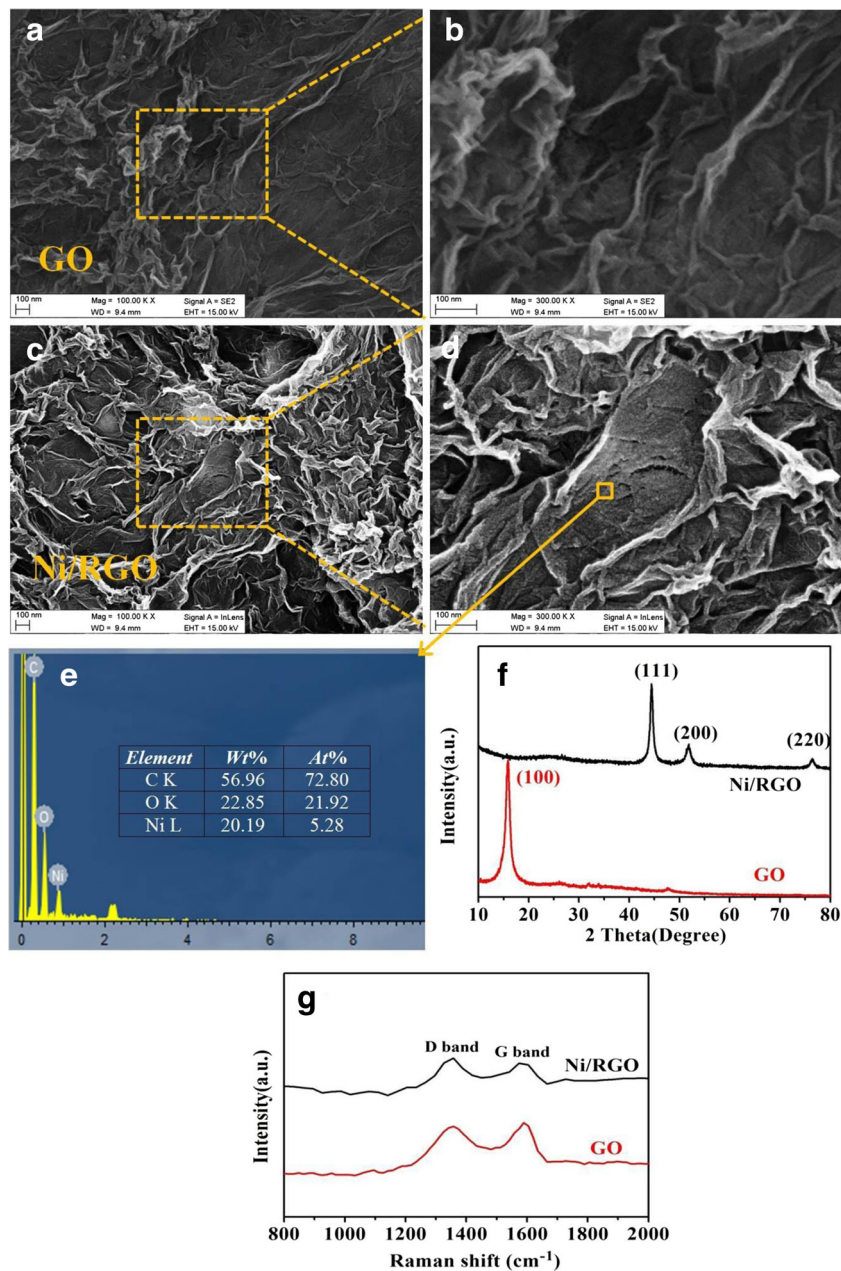 a
GO
100 nm
Mag = 100.00 K X
Signal A = SE2
WD = 9.4 mm
EHT = 15.00 kV
b
100 nm
Mag = 300.00 K X
Signal A = SE2
WD = 9.4 mm
EHT = 15.00 kV
c
Ni/RGO
100 nm
Mag = 100.00 K X
Signal A = InLens
WD = 9.4 mm
EHT = 15.00 kV
d
100 nm
Mag = 300.00 K X
Signal A = InLens
WD = 9.4 mm
EHT = 15.00 kV
e
C
O
Ni
Element Wt% At%
C K 56.96 72.80
O K 22.85 21.92
Ni L 20.19 5.28
0 2 4 6 8
f
(111)
(200)
(220)
Ni/RGO
(100)
GO
Intensity(a.u.)
10 20 30 40 50 60 70 80
2 Theta(Degree)
g
D band
G band
Ni/RGO
GO
Intensity(a.u.)
800 1000 1200 1400 1600 1800 2000
Raman shift (cm⁻¹)